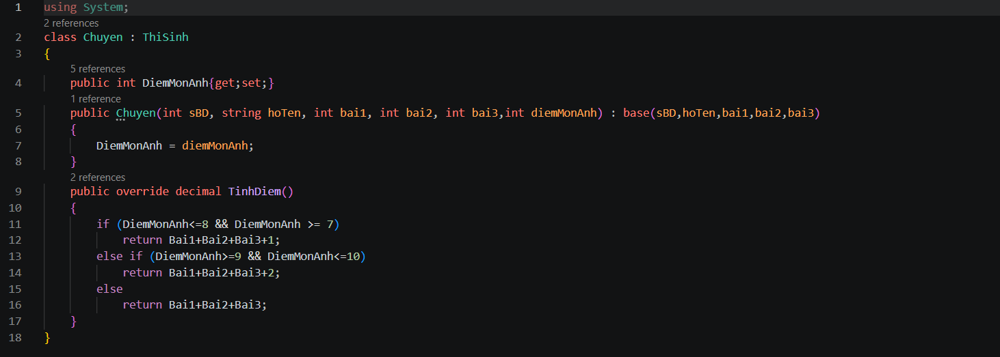 1 using System;
2 references
2 class Chuyen : ThiSinh
3 {
5 references
4 public int DiemMonAnh{get;set;}
1 reference
5 public Chuyen(int sBD, string hoTen, int bai1, int bai2, int bai3,int diemMonAnh) : base(sBD,hoTen,bai1,bai2,bai3)
6 {
7 DiemMonAnh = diemMonAnh;
8 }
2 references
9 public override decimal TinhDiem()
10 {
11 if (DiemMonAnh<=8 && DiemMonAnh >= 7)
12 return Bai1+Bai2+Bai3+1;
13 else if (DiemMonAnh>=9 && DiemMonAnh<=10)
14 return Bai1+Bai2+Bai3+2;
15 else
16 return Bai1+Bai2+Bai3;
17 }
18 }